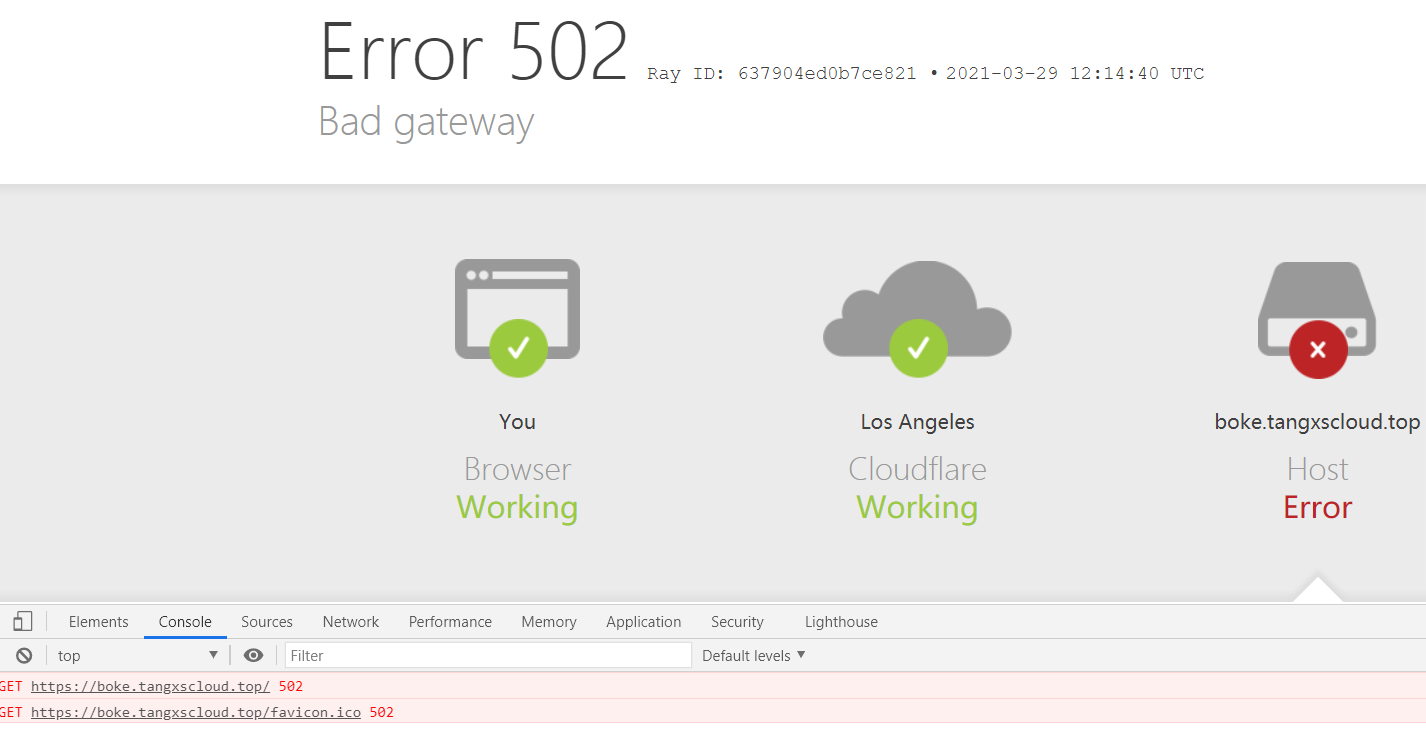 Error 502 Ray ID: 637904ed0b7ce821 • 2021-03-29 12:14:40 UTC
Bad gateway
You
Browser
Working
Los Angeles
Cloudflare
Working
boke.tangxscloud.top
Host
Error
Elements Console Sources Network Performance Memory Application Security Lighthouse
top Filter Default levels
GET https://boke.tangxscloud.top/ 502
GET https://boke.tangxscloud.top/favicon.ico 502